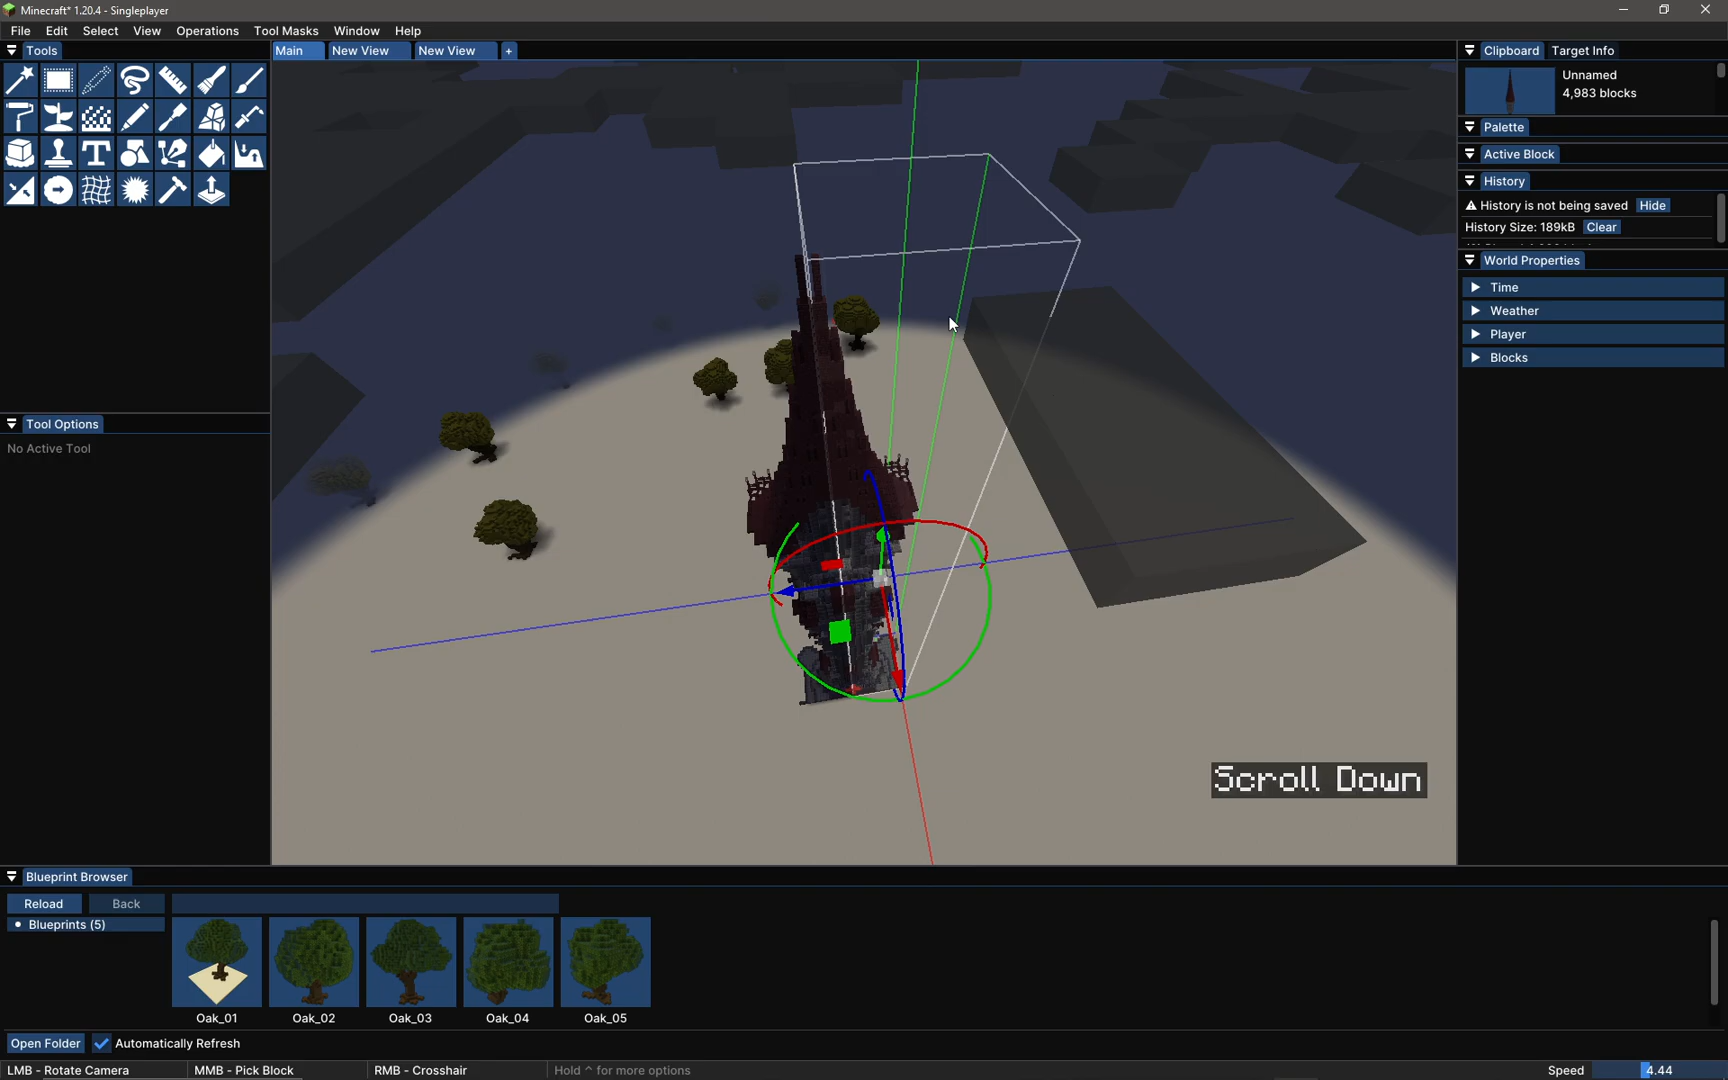 Minecraft* 1.20.4 - Singleplayer
File Edit Select View Operations Tool Masks Window Help
Tools
Main New View New View +
Clipboard Target Info
Unnamed
4,983 blocks
Palette
Active Block
History
History is not being saved Hide
History Size: 189kB Clear
World Properties
Time
Weather
Player
Blocks
Tool Options
No Active Tool
Scroll Down
Blueprint Browser
Reload Back
Blueprints (5)
Oak_01 Oak_02 Oak_03 Oak_04 Oak_05
Open Folder Automatically Refresh
LMB - Rotate Camera MMB - Pick Block RMB - Crosshair Hold ^ for more options Speed 4.44